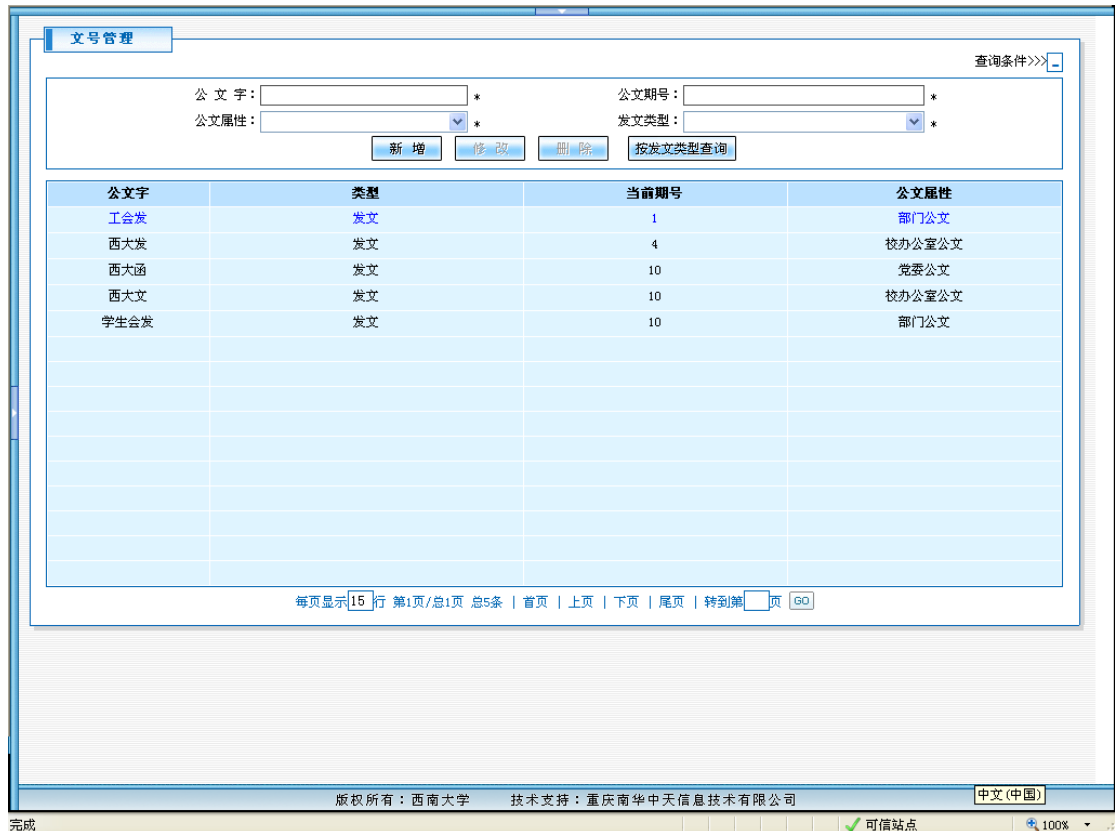 文号管理
查询条件>>>
公 文 字： * 公文期号： *
公文属性： * 发文类型： *
新 增 修 改 删 除 按发文类型查询
公文字 类型 当前期号 公文属性
工会发 发文 1 部门公文
西大发 发文 4 校办公室公文
西大函 发文 10 党委公文
西大文 发文 10 校办公室公文
学生会发 发文 10 部门公文
每页显示 15 行 第1页/总1页 总5条 | 首页 | 上页 | 下页 | 尾页 | 转到第 页 GO
版权所有：西南大学 技术支持：重庆南华中天信息技术有限公司
中文(中国)
完成 可信站点 100%